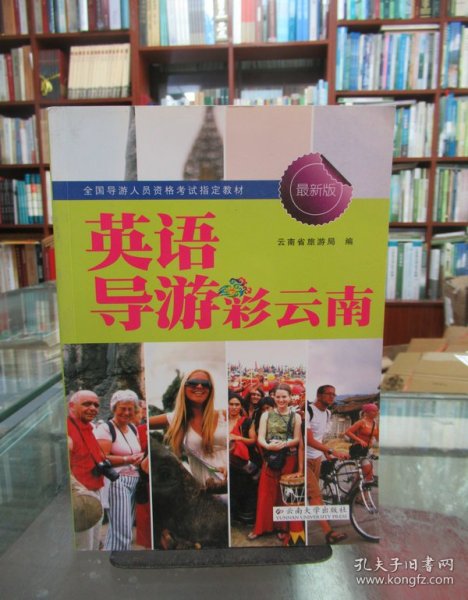 全国导游人员资格考试指定教材
最新版
云南省旅游局 编
英语
导游彩云南
云南大学出版社
YUNNAN UNIVERSITY PRESS
孔夫子旧书网
www.kongfz.com